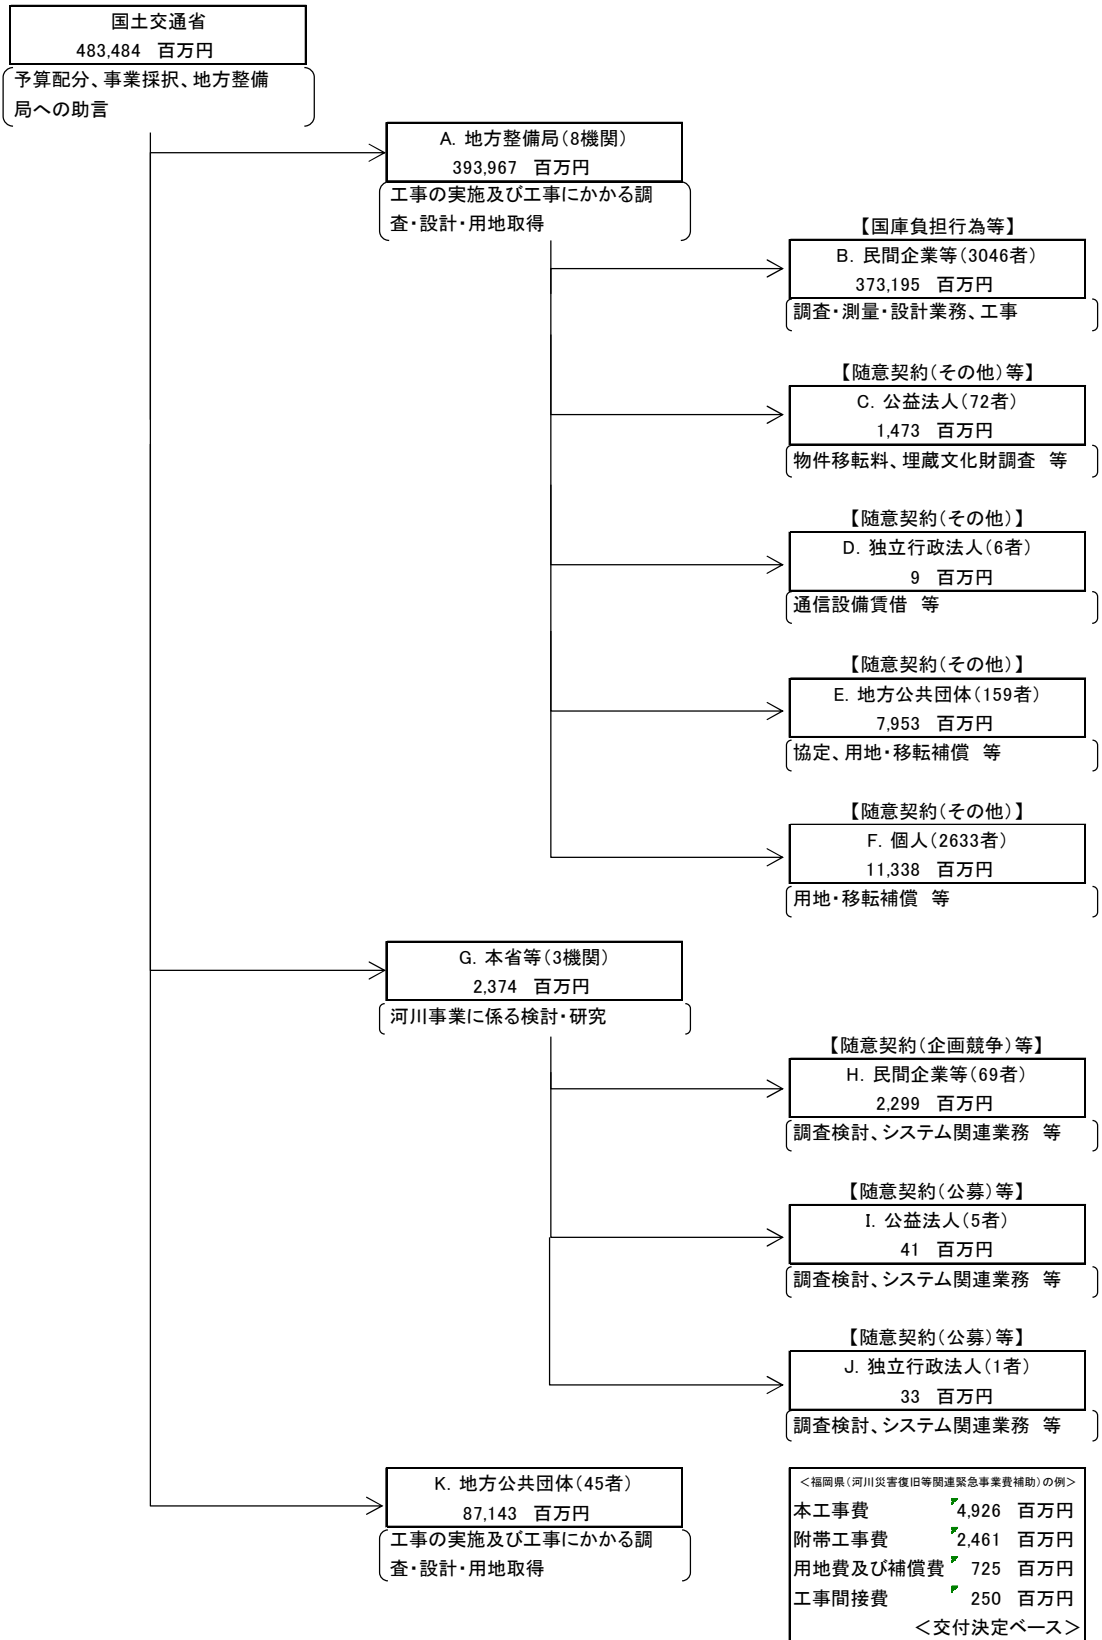 国土交通省
483,484 百万円
予算配分、事業採択、地方整備
局への助言
A. 地方整備局(8機関)
393,967 百万円
工事の実施及び工事にかかる調
査・設計・用地取得
【国庫負担行為等】
B. 民間企業等(3046者)
373,195 百万円
調査・測量・設計業務、工事
【随意契約(その他)等】
C. 公益法人(72者)
1,473 百万円
物件移転料、埋蔵文化財調査 等
【随意契約(その他)】
D. 独立行政法人(6者)
9 百万円
通信設備賃借 等
【随意契約(その他)】
E. 地方公共団体(159者)
7,953 百万円
協定、用地・移転補償 等
【随意契約(その他)】
F. 個人(2633者)
11,338 百万円
用地・移転補償 等
G. 本省等(3機関)
2,374 百万円
河川事業に係る検討・研究
【随意契約(企画競争)等】
H. 民間企業等(69者)
2,299 百万円
調査検討、システム関連業務 等
【随意契約(公募)等】
I. 公益法人(5者)
41 百万円
調査検討、システム関連業務 等
【随意契約(公募)等】
J. 独立行政法人(1者)
33 百万円
調査検討、システム関連業務 等
K. 地方公共団体(45者)
87,143 百万円
工事の実施及び工事にかかる調
査・設計・用地取得
<福岡県(河川災害復旧等関連緊急事業費補助)の例>
本工事費 4,926 百万円
附帯工事費 2,461 百万円
用地費及び補償費 725 百万円
工事間接費 250 百万円
<交付決定ベース>